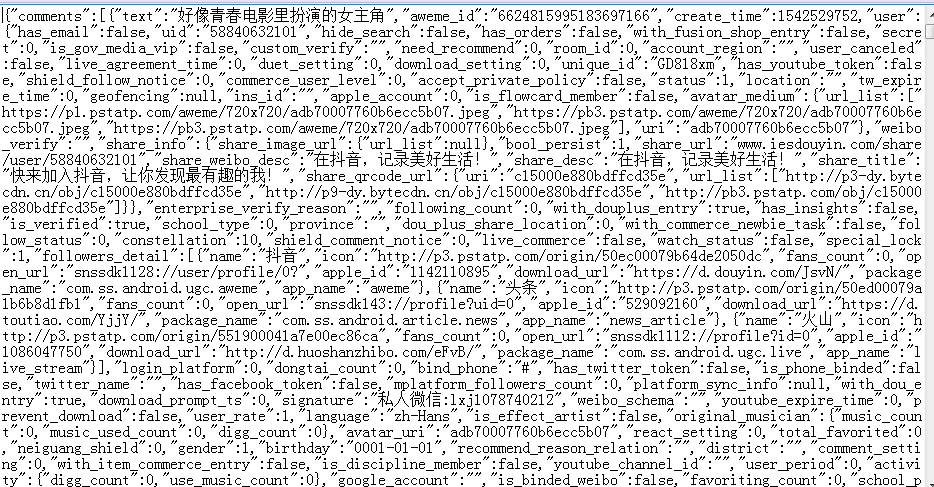 {"comments":[{"text":"好像青春电影里扮演的女主角","aweme_id":"6624815995183697166","create_time":1542529752,"user":
{"has_email":false,"uid":"58840632101","hide_search":false,"has_orders":false,"with_fusion_shop_entry":false,"secre
t":0,"is_gov_media_vip":false,"custom_verify":"","need_recommend":0,"room_id":0,"account_region":"","user_canceled"
:false,"live_agreement_time":0,"duet_setting":0,"download_setting":0,"unique_id":"GD818xm","has_youtube_token":fals
e,"shield_follow_notice":0,"commerce_user_level":0,"accept_private_policy":false,"status":1,"location":"","tw_expir
e_time":0,"geofencing":null,"ins_id":"","apple_account":0,"is_flowcard_member":false,"avatar_medium":{"url_list":["
https://p1.pstatp.com/aweme/720x720/adb70007760b6ecc5b07.jpeg","https://pb3.pstatp.com/aweme/720x720/adb70007760b6e
cc5b07.jpeg","https://pb3.pstatp.com/aweme/720x720/adb70007760b6ecc5b07.jpeg"],"uri":"adb70007760b6ecc5b07"},"weibo
_verify":"","share_info":{"share_image_url":{"url_list":null},"bool_persist":1,"share_url":"www.iesdouyin.com/share
/user/58840632101","share_weibo_desc":"在抖音，记录美好生活！","share_desc":"在抖音，记录美好生活！","share_title":
"快来加入抖音，让你发现最有趣的我！","share_qrcode_url":{"uri":"c15000e880bdffcd35e","url_list":["http://p3-dy.bytec
dn.cn/obj/c15000e880bdffcd35e","http://p9-dy.bytecdn.cn/obj/c15000e880bdffcd35e","http://pb3.pstatp.com/obj/c15000
e880bdffcd35e"]}},"enterprise_verify_reason":"","following_count":0,"with_douplus_entry":true,"has_insights":false,
"is_verified":true,"school_type":0,"province":"","dou_plus_share_location":0,"with_commerce_newbie_task":false,"fol
low_status":0,"constellation":10,"shield_comment_notice":0,"live_commerce":false,"watch_status":false,"special_lock"
:1,"followers_detail":[{"name":"抖音","icon":"http://p3.pstatp.com/origin/50ec00079b64de2050dc","fans_count":0,"
open_url":"snssdk1128://user/profile/0?","apple_id":"1142110895","download_url":"https://d.douyin.com/JsvN/","package
_name":"com.ss.android.ugc.aweme","app_name":"aweme"},{"name":"头条","icon":"http://p3.pstatp.com/origin/50ed00079a
1b6b8d1fb1","fans_count":0,"open_url":"snssdk143://profile?uid=0","apple_id":"529092160","download_url":"https://d.
toutiao.com/YjjY/","package_name":"com.ss.android.article.news","app_name":"news_article"},{"name":"火山","icon":"h
ttp://p3.pstatp.com/origin/551900041a7e00ec86ca","fans_count":0,"open_url":"snssdk1112://profile?id=0","apple_id":"
1086047750","download_url":"http://d.huoshanzhibo.com/eFvB/","package_name":"com.ss.android.ugc.live","app_name":"l
ive_stream"}],"login_platform":0,"dongtai_count":0,"bind_phone":"#","has_twitter_token":false,"is_phone_binded":fal
se,"twitter_name":"","has_facebook_token":false,"mplatform_followers_count":0,"platform_sync_info":null,"with_dou_e
ntry":true,"download_prompt_ts":0,"signature":"私人微信:lxj1078740212","weibo_schema":"","youtube_expire_time":0,"p
revent_download":false,"user_rate":1,"language":"zh-Hans","is_effect_artist":false,"original_musician":{"music_coun
t":0,"music_used_count":0,"digg_count":0},"avatar_uri":"adb70007760b6ecc5b07","react_setting":0,"total_favorited":0
,"neiguang_shield":0,"gender":1,"birthday":"0001-01-01","recommend_reason_relation":"","district":"","comment_setti
ng":0,"with_item_commerce_entry":false,"is_discipline_member":false,"youtube_channel_id":"","user_period":0,"activi
ty":{"digg_count":0,"use_music_count":0},"google_account":"","is_binded_weibo":false,"favoriting_count":0,"school_p